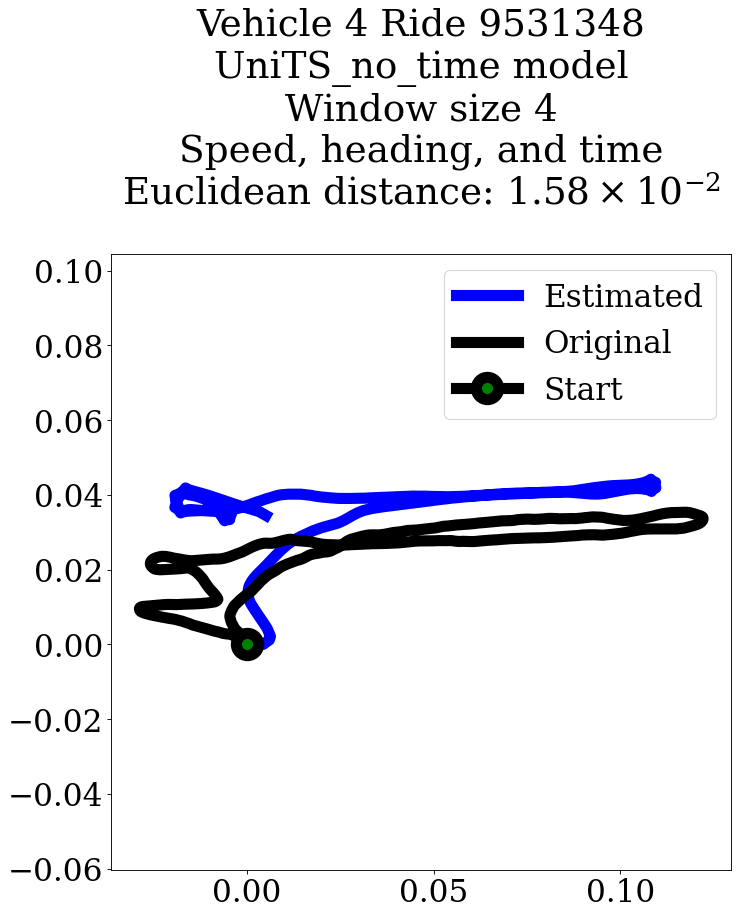 Vehicle 4 Ride 9531348
UniTS_no_time model
Window size 4
Speed, heading, and time
Euclidean distance: 1.58 × 10⁻²
Estimated
Original
Start
0.10
0.08
0.06
0.04
0.02
0.00
−0.02
−0.04
−0.06
0.00 0.05 0.10